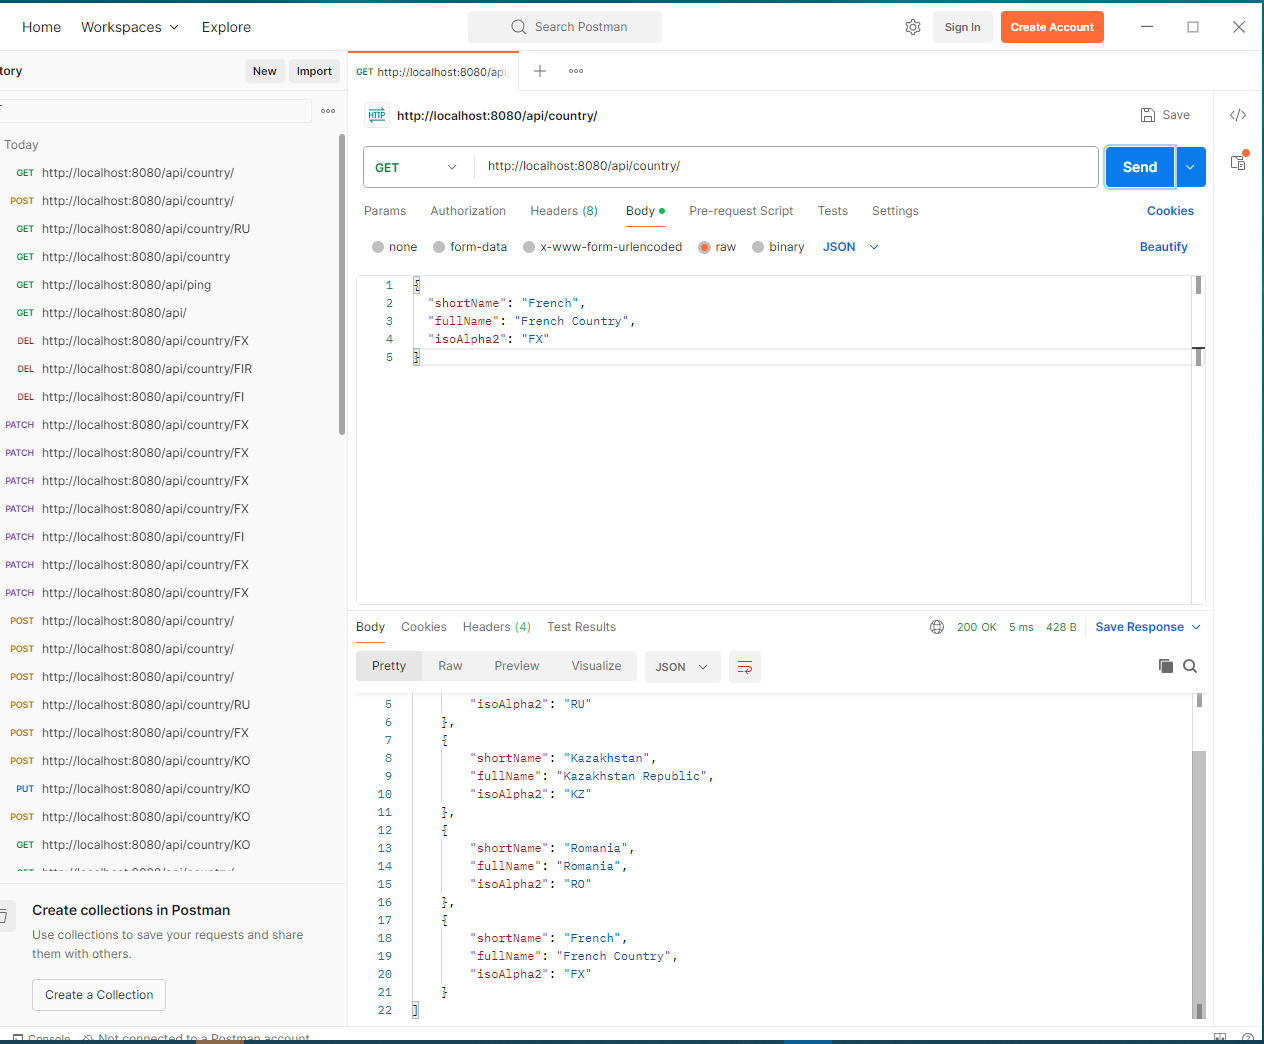 Home Workspaces Explore Search Postman Sign In Create Account
tory New Import GET http://localhost:8080/api/
HTTP http://localhost:8080/api/country/ Save
Today
GET http://localhost:8080/api/country/
POST http://localhost:8080/api/country/
GET http://localhost:8080/api/country/RU
GET http://localhost:8080/api/country
GET http://localhost:8080/api/ping
GET http://localhost:8080/api/
DEL http://localhost:8080/api/country/FX
DEL http://localhost:8080/api/country/FIR
DEL http://localhost:8080/api/country/FI
PATCH http://localhost:8080/api/country/FX
PATCH http://localhost:8080/api/country/FX
PATCH http://localhost:8080/api/country/FX
PATCH http://localhost:8080/api/country/FX
PATCH http://localhost:8080/api/country/FI
PATCH http://localhost:8080/api/country/FX
PATCH http://localhost:8080/api/country/FX
POST http://localhost:8080/api/country/
POST http://localhost:8080/api/country/
POST http://localhost:8080/api/country/
POST http://localhost:8080/api/country/RU
POST http://localhost:8080/api/country/FX
POST http://localhost:8080/api/country/KO
PUT http://localhost:8080/api/country/KO
POST http://localhost:8080/api/country/KO
GET http://localhost:8080/api/country/KO
GET http://localhost:8080/api/country/
Create collections in Postman
Use collections to save your requests and share
them with others.
Create a Collection
GET http://localhost:8080/api/country/ Send
Params Authorization Headers (8) Body Pre-request Script Tests Settings Cookies
none form-data x-www-form-urlencoded raw binary JSON Beautify
1 {
2 "shortName": "French",
3 "fullName": "French Country",
4 "isoAlpha2": "FX"
5 }
Body Cookies Headers (4) Test Results 200 OK 5 ms 428 B Save Response
Pretty Raw Preview Visualize JSON
5 "isoAlpha2": "RU"
6 },
7 {
8 "shortName": "Kazakhstan",
9 "fullName": "Kazakhstan Republic",
10 "isoAlpha2": "KZ"
11 },
12 {
13 "shortName": "Romania",
14 "fullName": "Romania",
15 "isoAlpha2": "RO"
16 },
17 {
18 "shortName": "French",
19 "fullName": "French Country",
20 "isoAlpha2": "FX"
21 }
22 ]
Console Not connected to a Postman account